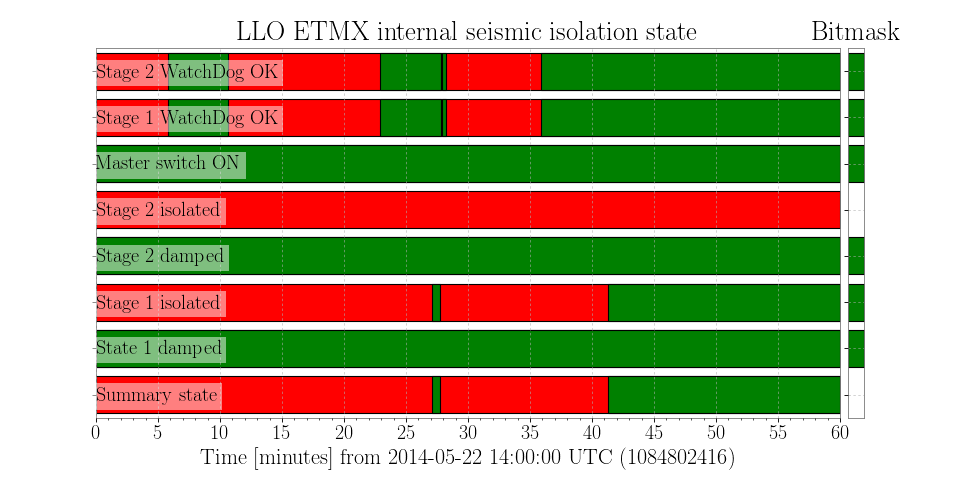 LLO ETMX internal seismic isolation state
Bitmask
Stage 2 WatchDog OK
Stage 1 WatchDog OK
Master switch ON
Stage 2 isolated
Stage 2 damped
Stage 1 isolated
State 1 damped
Summary state
0 5 10 15 20 25 30 35 40 45 50 55 60
Time [minutes] from 2014-05-22 14:00:00 UTC (1084802416)